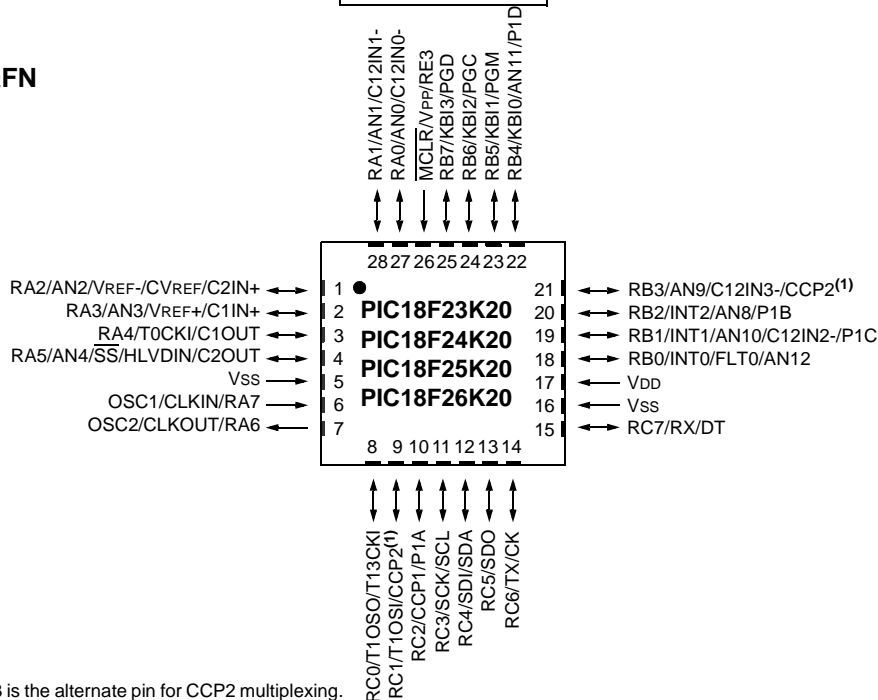 FN
RA1/AN1/C12IN1-
RA0/AN0/C12IN0-
MCLR/VPP/RE3
RB7/KBI3/PGD
RB6/KBI2/PGC
RB5/KBI1/PGM
RB4/KBI0/AN11/P1D
28 27 26 25 24 23 22
RA2/AN2/VREF-/CVREF/C2IN+
RA3/AN3/VREF+/C1IN+
RA4/T0CKI/C1OUT
RA5/AN4/SS/HLVDIN/C2OUT
VSS
OSC1/CLKIN/RA7
OSC2/CLKOUT/RA6
1
2
3
4
5
6
7
PIC18F23K20
PIC18F24K20
PIC18F25K20
PIC18F26K20
21
20
19
18
17
16
15
RB3/AN9/C12IN3-/CCP2(1)
RB2/INT2/AN8/P1B
RB1/INT1/AN10/C12IN2-/P1C
RB0/INT0/FLT0/AN12
VDD
VSS
RC7/RX/DT
8 9 10 11 12 13 14
RC0/T1OSO/T13CKI
RC1/T1OSI/CCP2(1)
RC2/CCP1/P1A
RC3/SCK/SCL
RC4/SDI/SDA
RC5/SDO
RC6/TX/CK
is the alternate pin for CCP2 multiplexing.